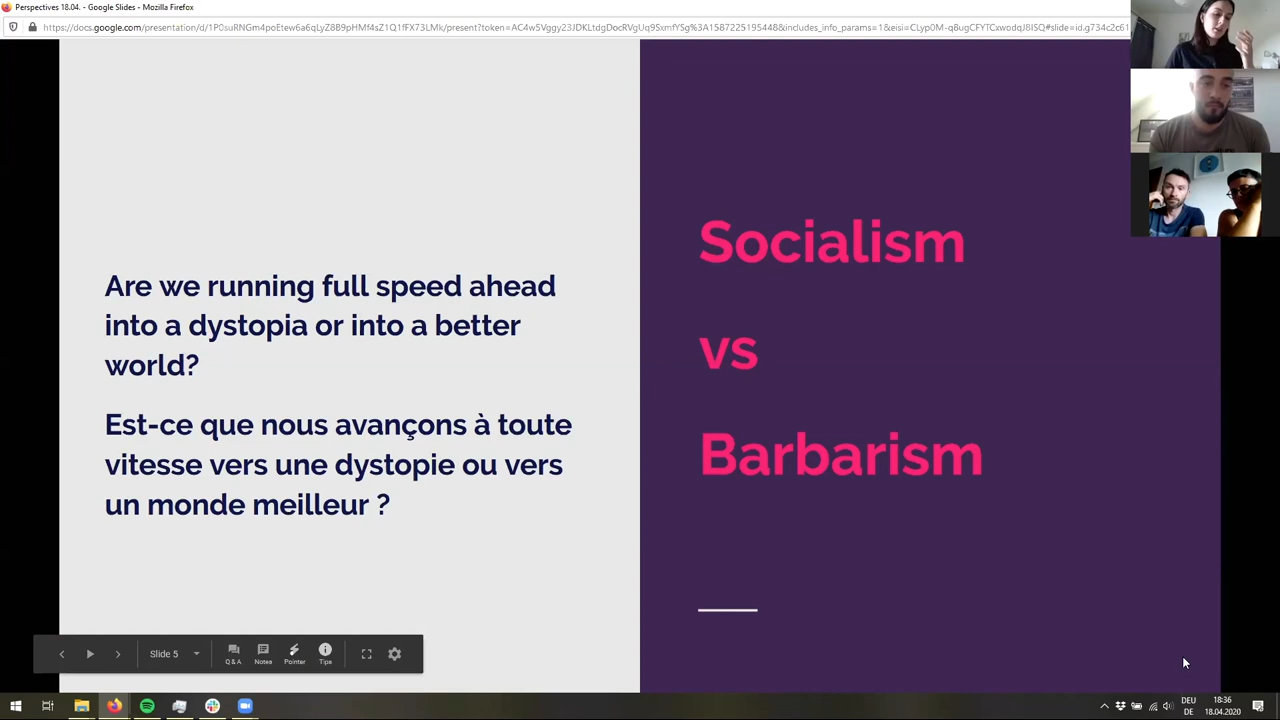 Perspectives 18.04. - Google Slides - Mozilla Firefox
Are we running full speed ahead
into a dystopia or into a better
world?
Est-ce que nous avançons à toute
vitesse vers une dystopie ou vers
un monde meilleur ?
Socialism
vs
Barbarism
Slide 5
Q & A
Notes
Pointer
Tips
DEU
DE
18:36
18.04.2020